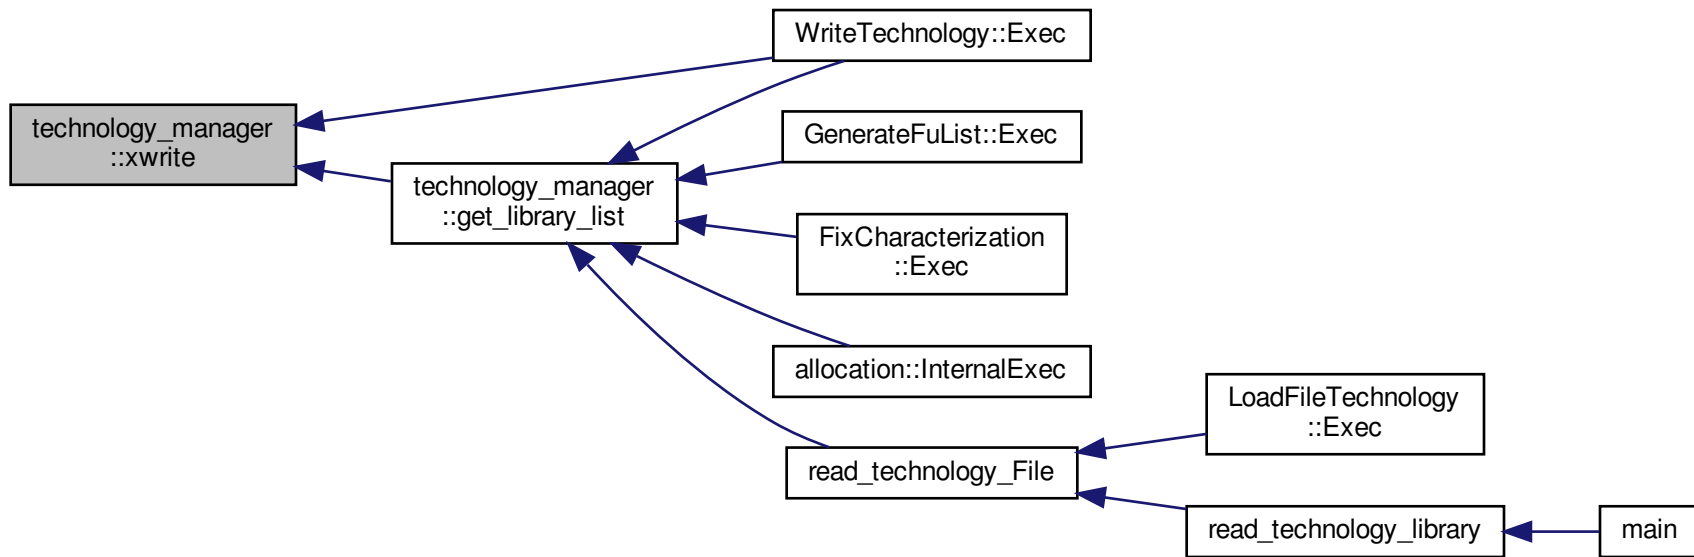 technology_manager
::xwrite
WriteTechnology::Exec
technology_manager
::get_library_list
GenerateFuList::Exec
FixCharacterization
::Exec
allocation::InternalExec
read_technology_File
LoadFileTechnology
::Exec
read_technology_library
main